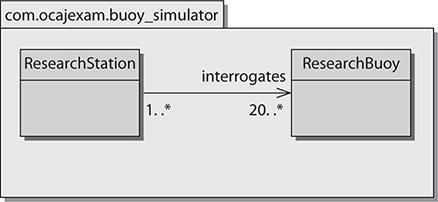 com.ocajexam.buoy_simulator
ResearchStation
interrogates
ResearchBuoy
1. .*
20. .*